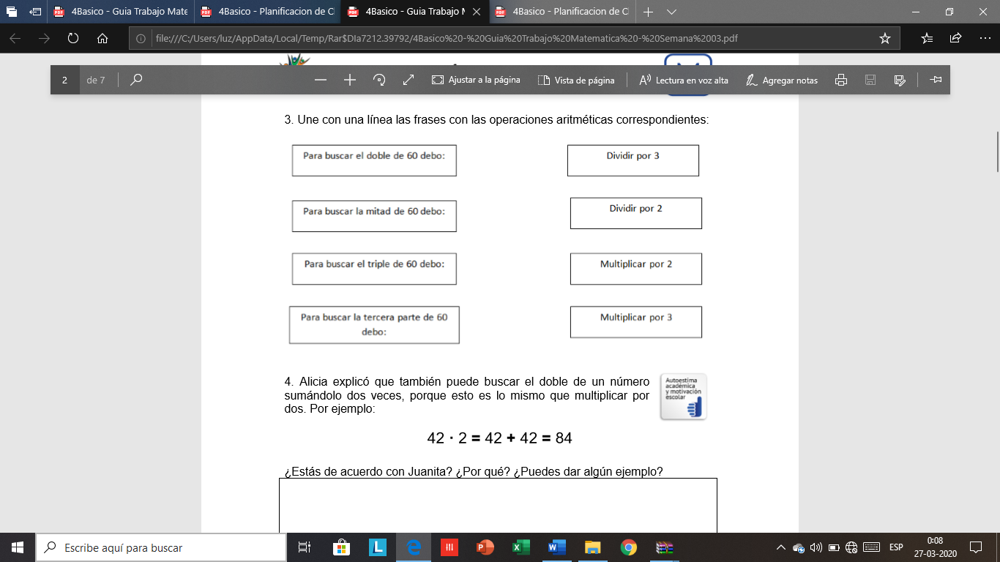 4Basico - Guia Trabajo Mate
4Basico - Planificacion de Cl
4Basico - Guia Trabajo M
4Basico - Planificacion de Cl
file:///C:/Users/luz/AppData/Local/Temp/Rar$DIa7212.39792/4Basico%20-%20Guia%20Trabajo%20Matematica%20-%20Semana%2003.pdf
2 de 7
Ajustar a la página
Vista de página
Lectura en voz alta
Agregar notas
3. Une con una línea las frases con las operaciones aritméticas correspondientes:
Para buscar el doble de 60 debo:
Dividir por 3
Para buscar la mitad de 60 debo:
Dividir por 2
Para buscar el triple de 60 debo:
Multiplicar por 2
Para buscar la tercera parte de 60
debo:
Multiplicar por 3
4. Alicia explicó que también puede buscar el doble de un número
sumándolo dos veces, porque esto es lo mismo que multiplicar por
dos. Por ejemplo:
Autoestima
académica
y motivación
escolar
42 · 2 = 42 + 42 = 84
¿Estás de acuerdo con Juanita? ¿Por qué? ¿Puedes dar algún ejemplo?
Escribe aquí para buscar
ESP
0:08
27-03-2020